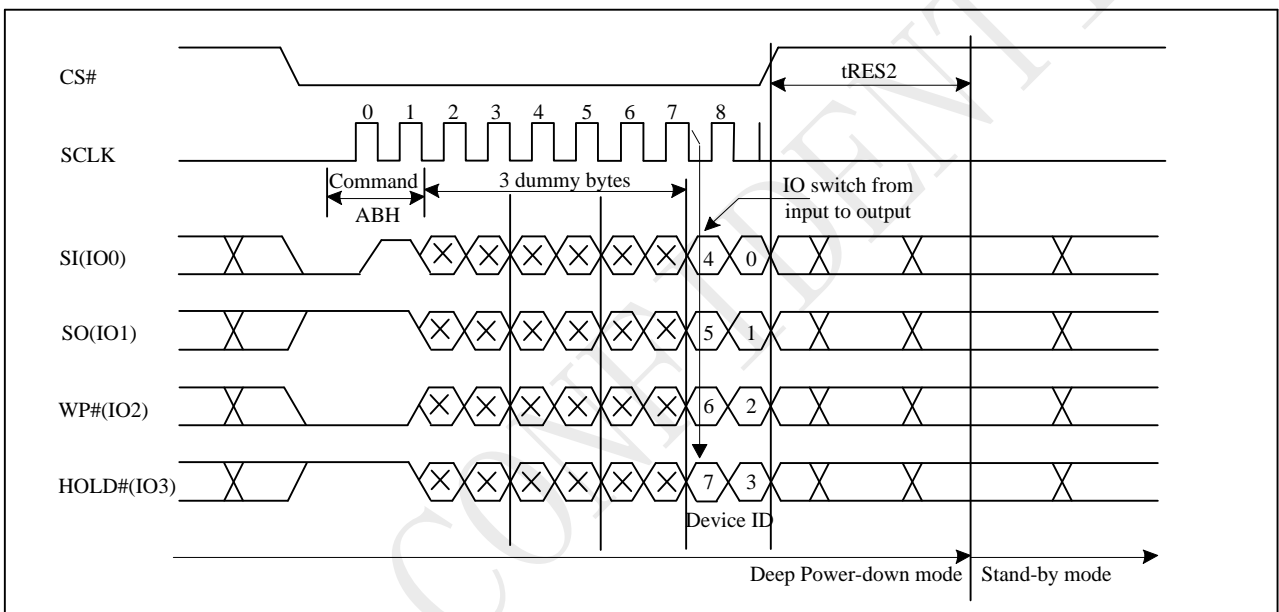 CS#
tRES2
0 1 2 3 4 5 6 7 8
SCLK
Command
ABH
3 dummy bytes
IO switch from
input to output
SI(IO0)
4 0
SO(IO1)
5 1
WP#(IO2)
6 2
HOLD#(IO3)
7 3
Device ID
Deep Power-down mode
Stand-by mode